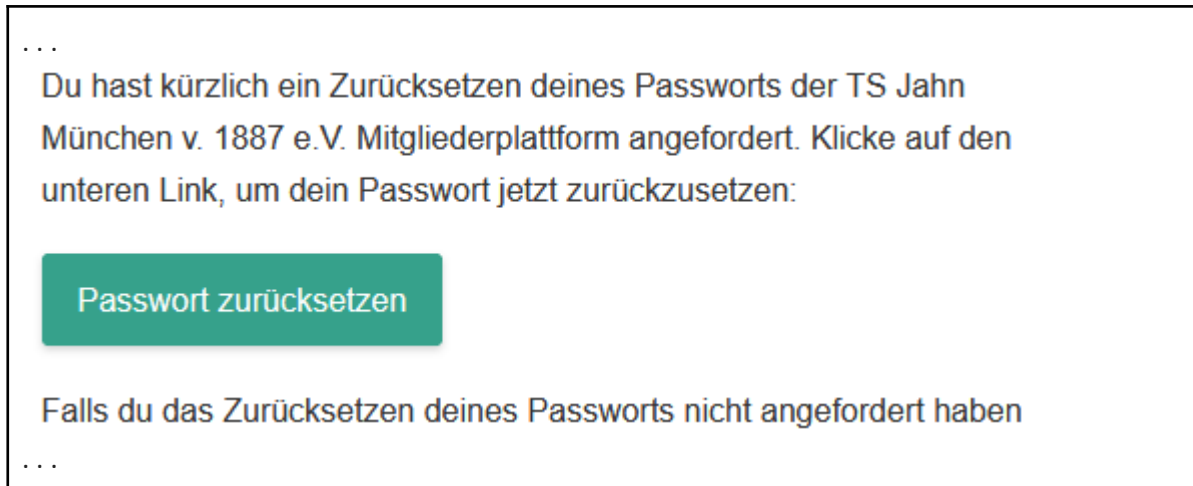 . . .
Du hast kürzlich ein Zurücksetzen deines Passworts der TS Jahn
München v. 1887 e.V. Mitgliederplattform angefordert. Klicke auf den
unteren Link, um dein Passwort jetzt zurückzusetzen:
Passwort zurücksetzen
Falls du das Zurücksetzen deines Passworts nicht angefordert haben
. . .